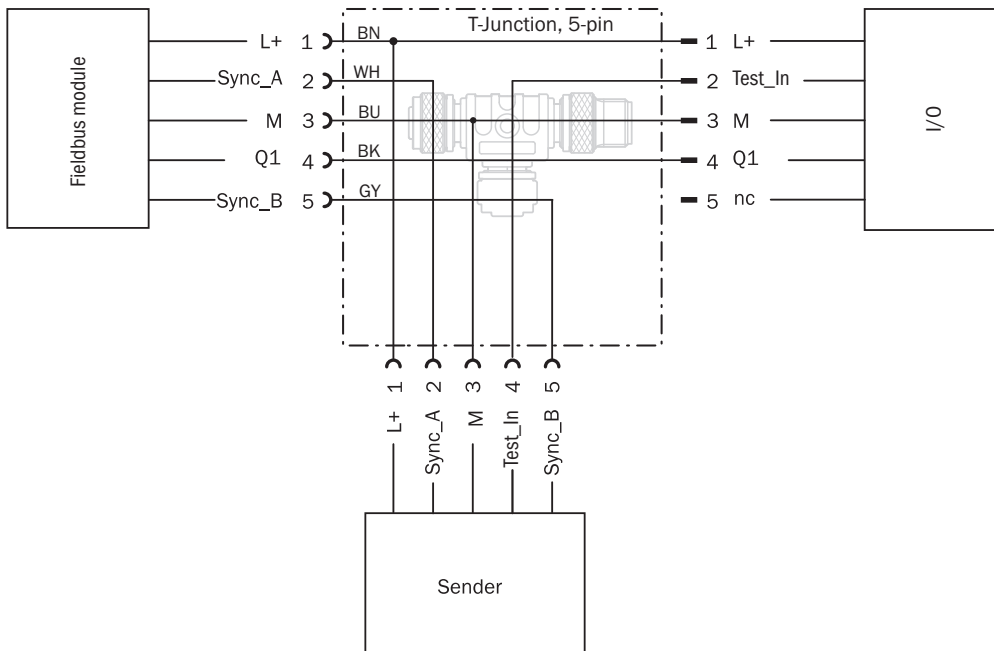 T-Junction, 5-pin
Fieldbus module
L+ 1 BN
Sync_A 2 WH
M 3 BU
Q1 4 BK
Sync_B 5 GY
1 L+
2 Test_In
3 M
4 Q1
5 nc
I/0
1 L+
2 Sync_A
3 M
4 Test_In
5 Sync_B
Sender